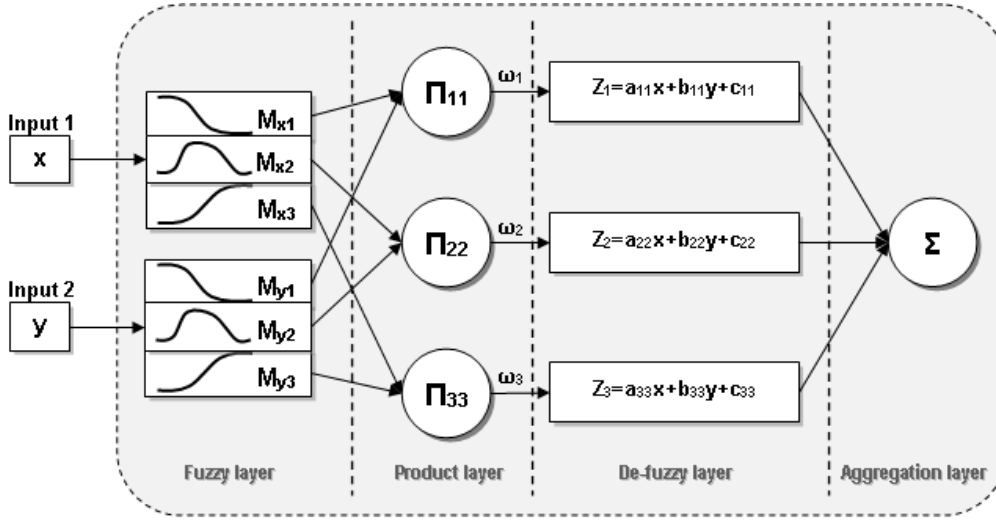 Input 1
x
Mx1
Mx2
Mx3
Input 2
y
My1
My2
My3
Π11
Π22
Π33
ω1
ω2
ω3
Z1=a11x+b11y+c11
Z2=a22x+b22y+c22
Z3=a33x+b33y+c33
Σ
Fuzzy layer
Product layer
De-fuzzy layer
Aggregation layer